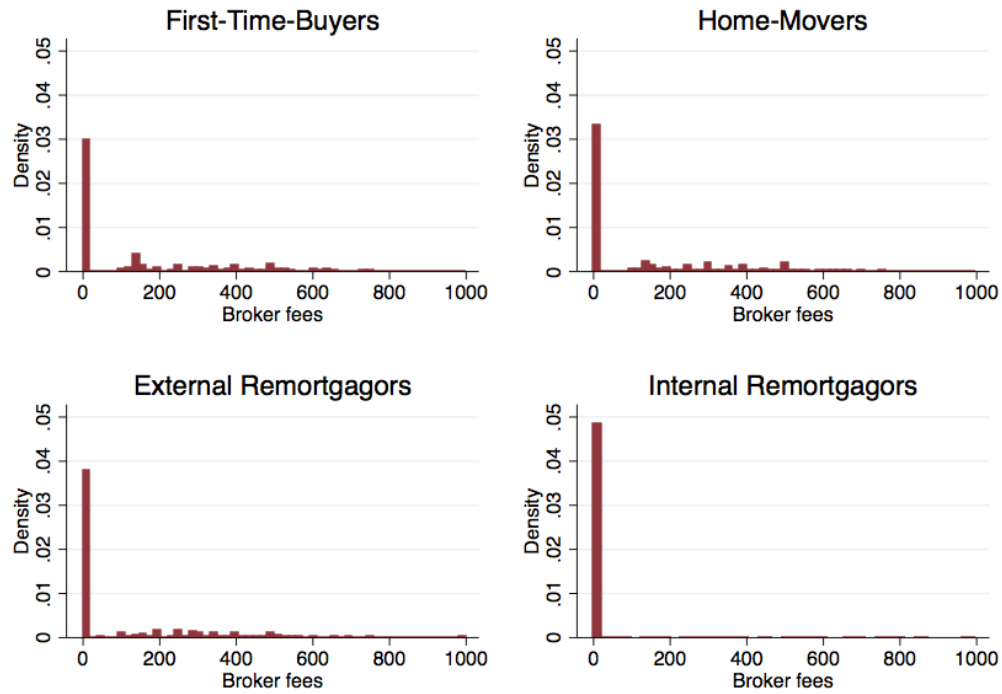 First-Time-Buyers
Density
0 .01 .02 .03 .04 .05
0 200 400 600 800 1000
Broker fees
Home-Movers
Density
0 .01 .02 .03 .04 .05
0 200 400 600 800 1000
Broker fees
External Remortgagors
Density
0 .01 .02 .03 .04 .05
0 200 400 600 800 1000
Broker fees
Internal Remortgagors
Density
0 .01 .02 .03 .04 .05
0 200 400 600 800 1000
Broker fees